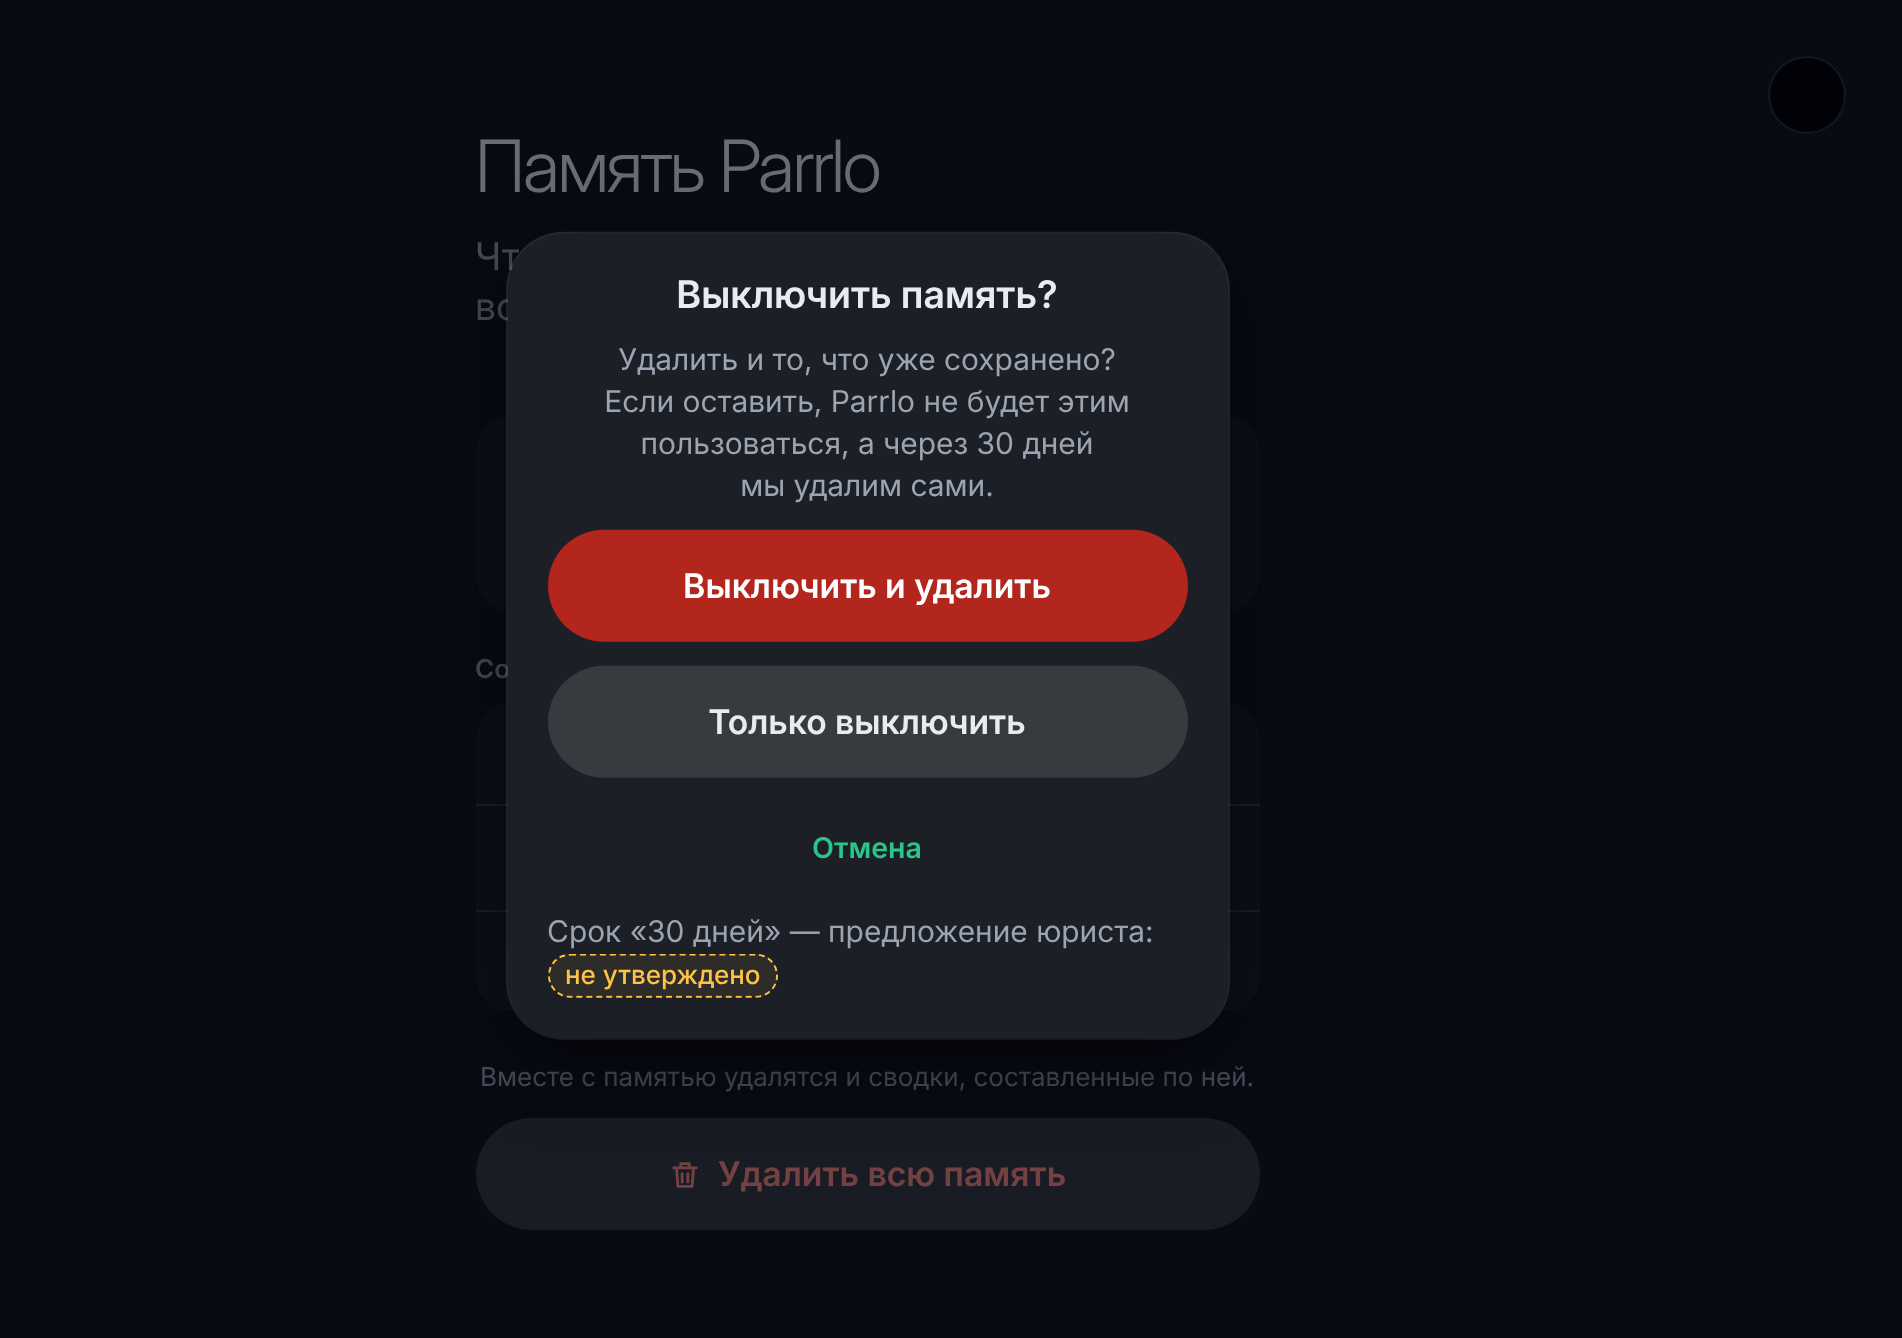 Память Parrlo
Выключить память?
Удалить и то, что уже сохранено?
Если оставить, Parrlo не будет этим
пользоваться, а через 30 дней
мы удалим сами.
Выключить и удалить
Только выключить
Отмена
Срок «30 дней» — предложение юриста:
не утверждено
Вместе с памятью удалятся и сводки, составленные по ней.
Удалить всю память